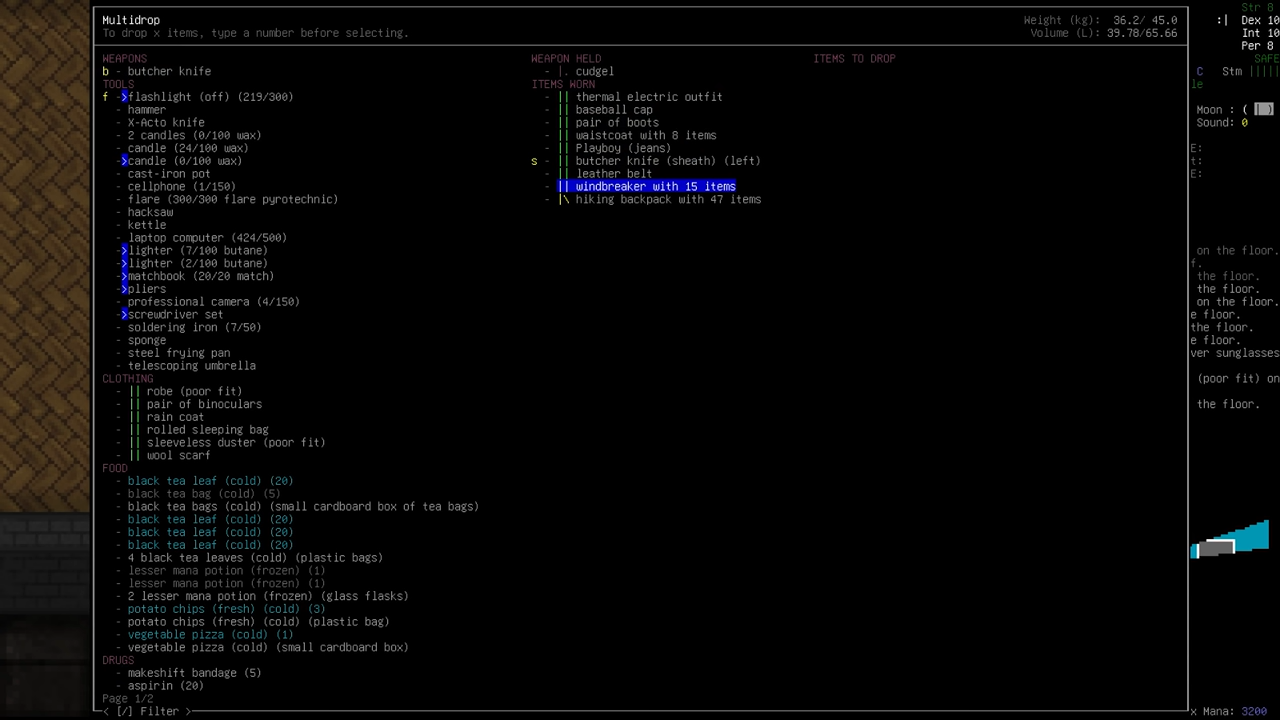 Multidrop
To drop x items, type a number before selecting.
Weight (kg): 36.2/ 45.0
Volume (L): 39.78/65.66
WEAPONS
b - butcher knife
TOOLS
f ->flashlight (off) (219/300)
- hammer
- X-Acto knife
- 2 candles (0/100 wax)
- candle (24/100 wax)
->candle (0/100 wax)
- cast-iron pot
- cellphone (1/150)
- flare (300/300 flare pyrotechnic)
- hacksaw
- kettle
- laptop computer (424/500)
->lighter (7/100 butane)
->lighter (2/100 butane)
->matchbook (20/20 match)
->pliers
- professional camera (4/150)
->screwdriver set
- soldering iron (7/50)
- sponge
- steel frying pan
- telescoping umbrella
CLOTHING
- || robe (poor fit)
- || pair of binoculars
- || rain coat
- || rolled sleeping bag
- || sleeveless duster (poor fit)
- || wool scarf
FOOD
- black tea leaf (cold) (20)
- black tea bag (cold) (5)
- black tea bags (cold) (small cardboard box of tea bags)
- black tea leaf (cold) (20)
- black tea leaf (cold) (20)
- black tea leaf (cold) (20)
- 4 black tea leaves (cold) (plastic bags)
- lesser mana potion (frozen) (1)
- lesser mana potion (frozen) (1)
- 2 lesser mana potion (frozen) (glass flasks)
- potato chips (fresh) (cold) (3)
- potato chips (fresh) (cold) (plastic bag)
- vegetable pizza (cold) (1)
- vegetable pizza (cold) (small cardboard box)
DRUGS
- makeshift bandage (5)
- aspirin (20)
Page 1/2
< [/] Filter >
WEAPON HELD
- |. cudgel
ITEMS WORN
- || thermal electric outfit
- || baseball cap
- || pair of boots
- || waistcoat with 8 items
- || Playboy (jeans)
s - || butcher knife (sheath) (left)
- || leather belt
- || windbreaker with 15 items
- |\ hiking backpack with 47 items
ITEMS TO DROP
Str 8
:| Dex 10
Int 10
Per 8
SAFE
C Stm |||||
le
Moon : ( | )
Sound: 0
E:
t:
E:
on the floor.
f.
the floor.
the floor.
on the floor.
e floor.
the floor.
e floor.
ver sunglasses
(poor fit) on
the floor.
x Mana: 3200